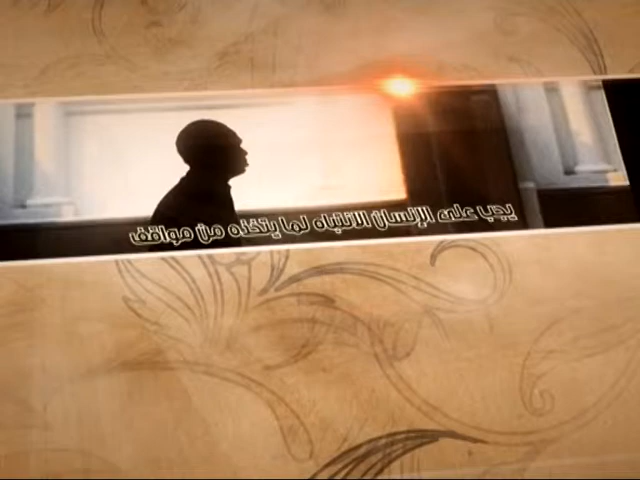 يجب على الإنسان الانتباه لما يتخذه من مواقف